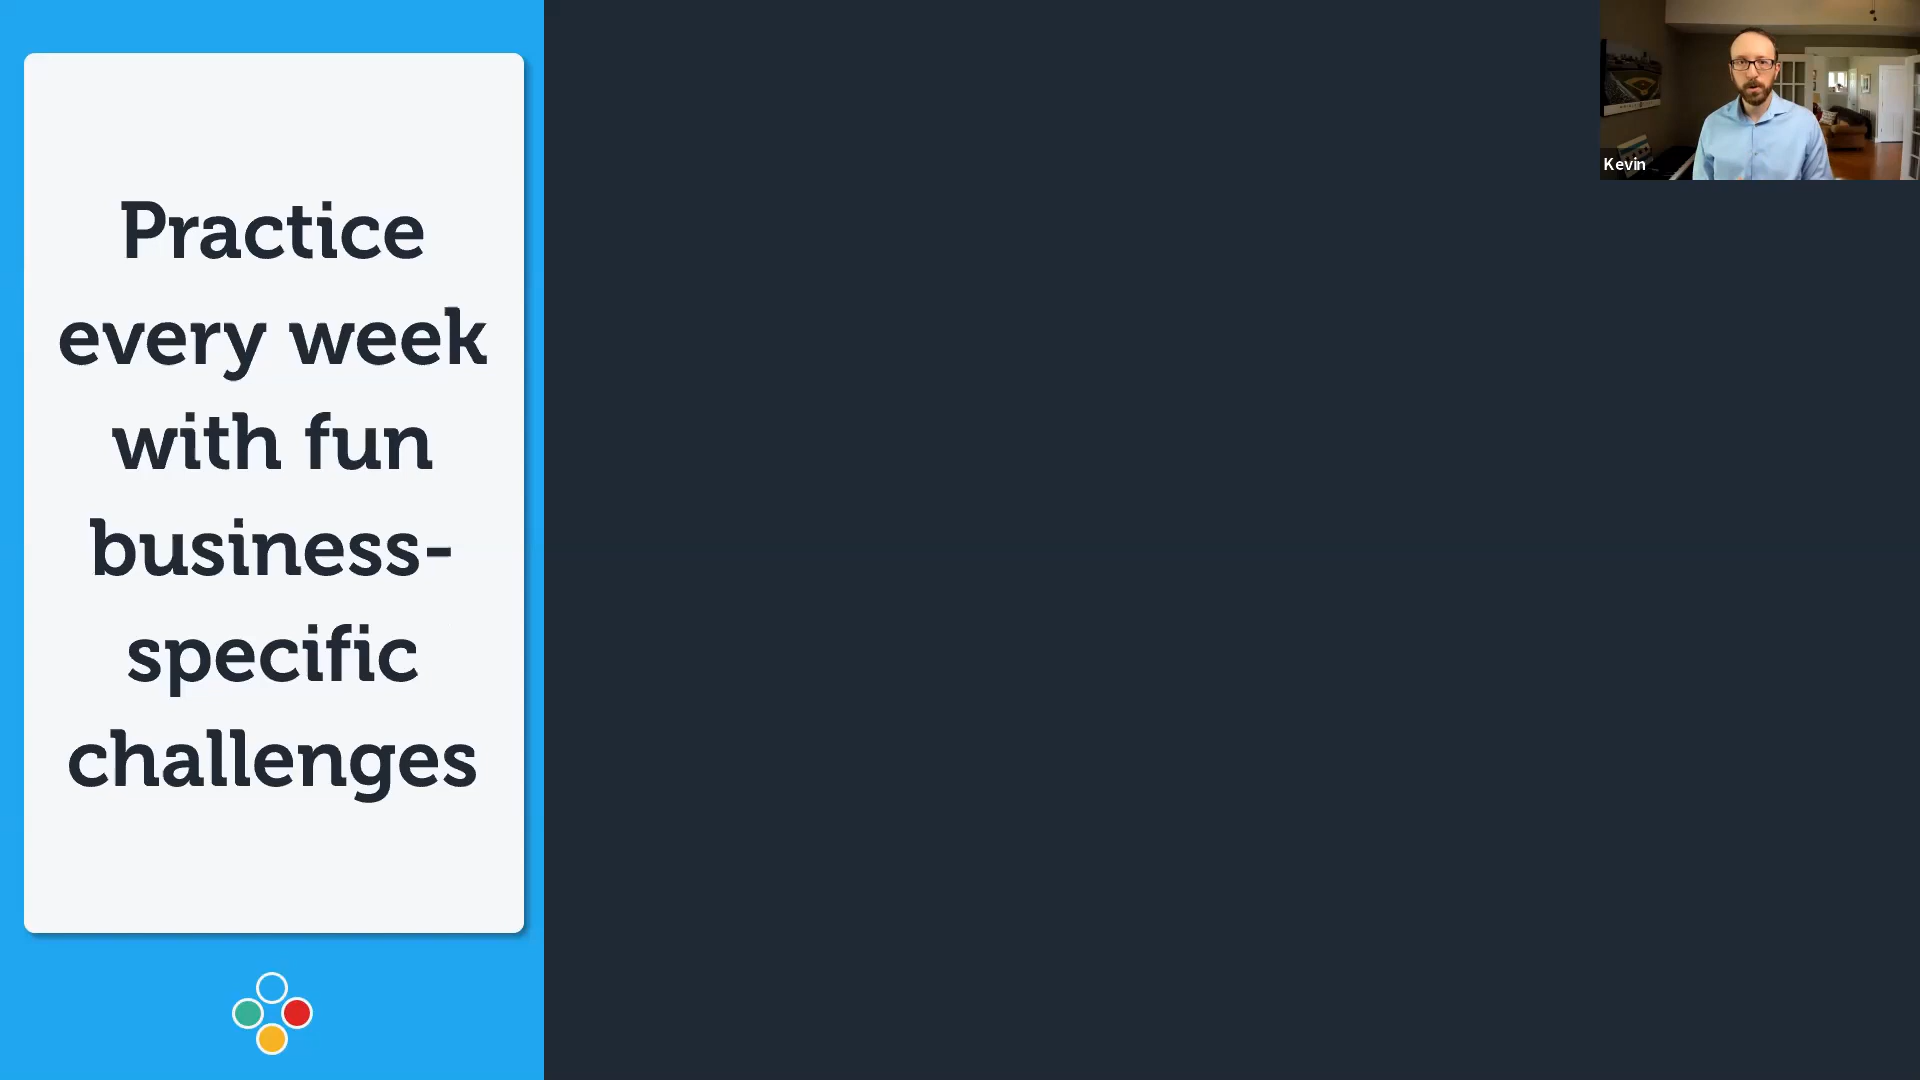 Practice
every week
with fun
business-
specific
challenges
Kevin